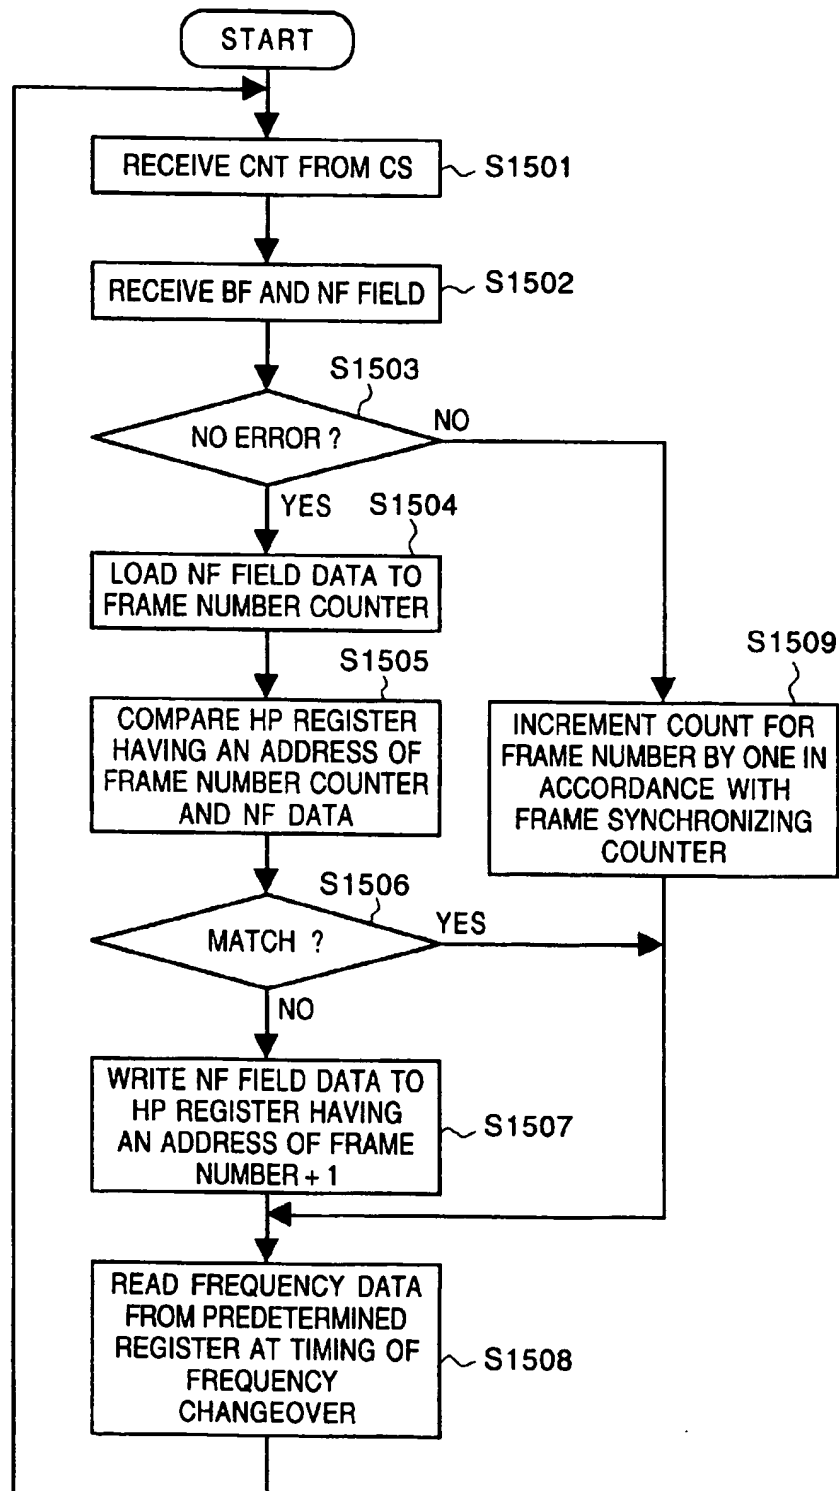 START
RECEIVE CNT FROM CS
S1501
RECEIVE BF AND NF FIELD
S1502
S1503
NO ERROR ?
NO
YES
S1504
LOAD NF FIELD DATA TO
FRAME NUMBER COUNTER
S1505
COMPARE HP REGISTER
HAVING AN ADDRESS OF
FRAME NUMBER COUNTER
AND NF DATA
S1509
INCREMENT COUNT FOR
FRAME NUMBER BY ONE IN
ACCORDANCE WITH
FRAME SYNCHRONIZING
COUNTER
S1506
MATCH ?
YES
NO
WRITE NF FIELD DATA TO
HP REGISTER HAVING
AN ADDRESS OF FRAME
NUMBER + 1
S1507
READ FREQUENCY DATA
FROM PREDETERMINED
REGISTER AT TIMING OF
FREQUENCY
CHANGEOVER
S1508